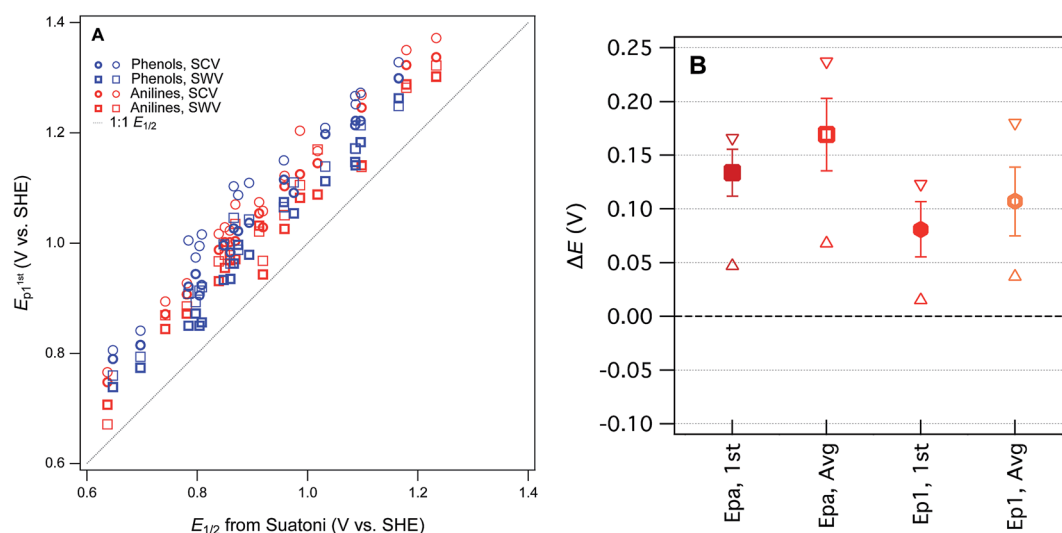 A
Phenols, SCV
Phenols, SWV
Anilines, SCV
Anilines, SWV
1:1 E1/2
1.4
1.2
1.0
0.8
0.6
Ep1 1st (V vs. SHE)
0.6
0.8
1.0
1.2
1.4
E1/2 from Suatoni (V vs. SHE)
B
0.25
0.20
0.15
0.10
0.05
0.00
-0.05
-0.10
ΔE (V)
Epa, 1st
Epa, Avg
Ep1, 1st
Ep1, Avg